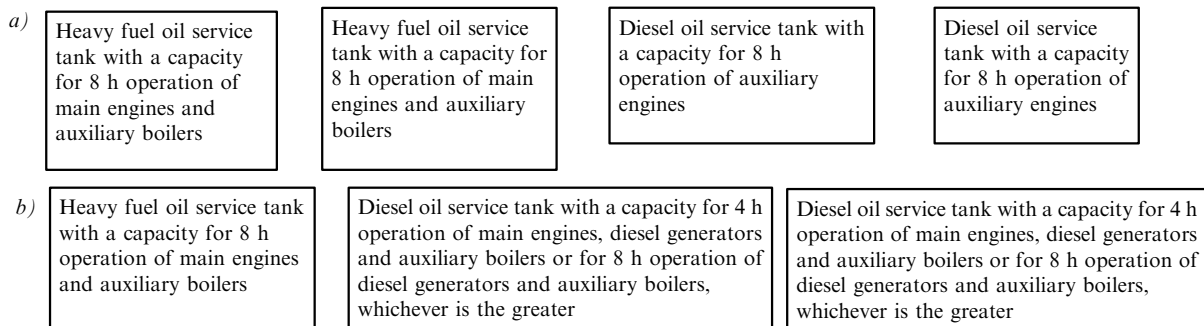 a)
Heavy fuel oil service
tank with a capacity
for 8 h operation of
main engines and
auxiliary boilers
Heavy fuel oil service
tank with a capacity for
8 h operation of main
engines and auxiliary
boilers
Diesel oil service tank with
a capacity for 8 h
operation of auxiliary
engines
Diesel oil service
tank with a capacity
for 8 h operation of
auxiliary engines
b)
Heavy fuel oil service tank
with a capacity for 8 h
operation of main engines
and auxiliary boilers
Diesel oil service tank with a capacity for 4 h
operation of main engines, diesel generators
and auxiliary boilers or for 8 h operation of
diesel generators and auxiliary boilers,
whichever is the greater
Diesel oil service tank with a capacity for 4 h
operation of main engines, diesel generators
and auxiliary boilers or for 8 h operation of
diesel generators and auxiliary boilers,
whichever is the greater